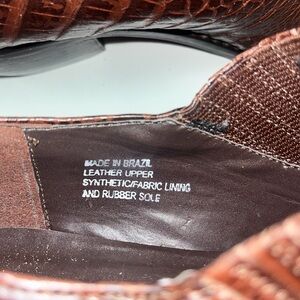 MADE IN BRAZIL
LEATHER UPPER
SYNTHETIC/FABRIC LINING
AND RUBBER SOLE